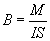 B = M / IS